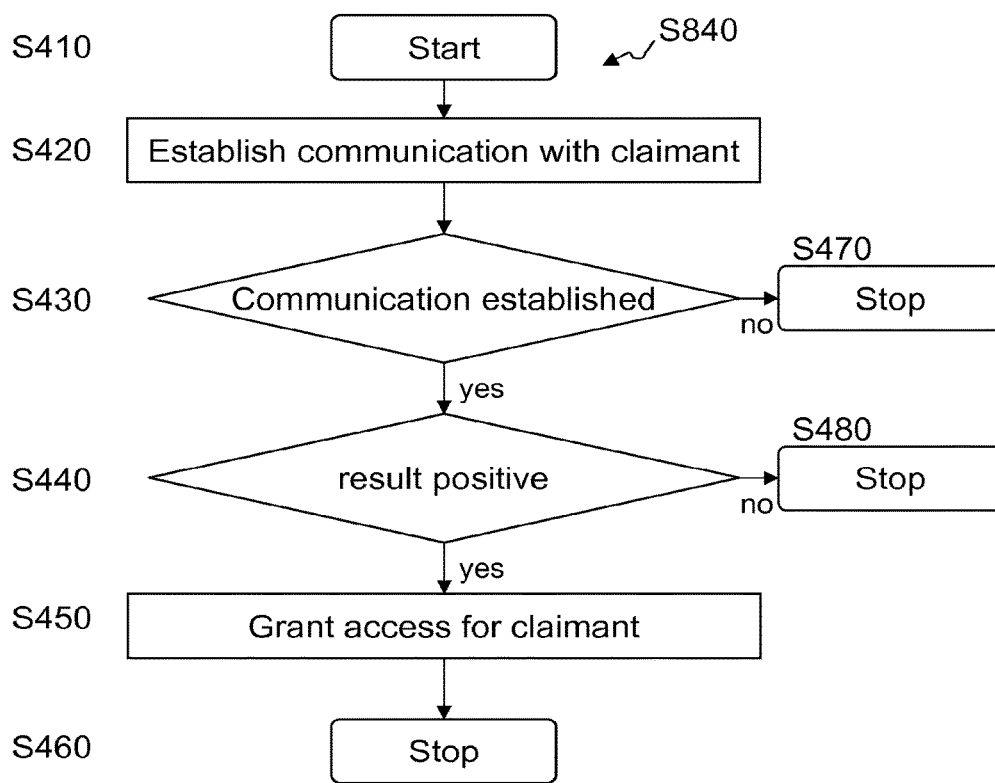 S410
Start
S840
S420
Establish communication with claimant
S430
Communication established
S470
Stop
no
yes
S440
result positive
S480
Stop
no
yes
S450
Grant access for claimant
S460
Stop